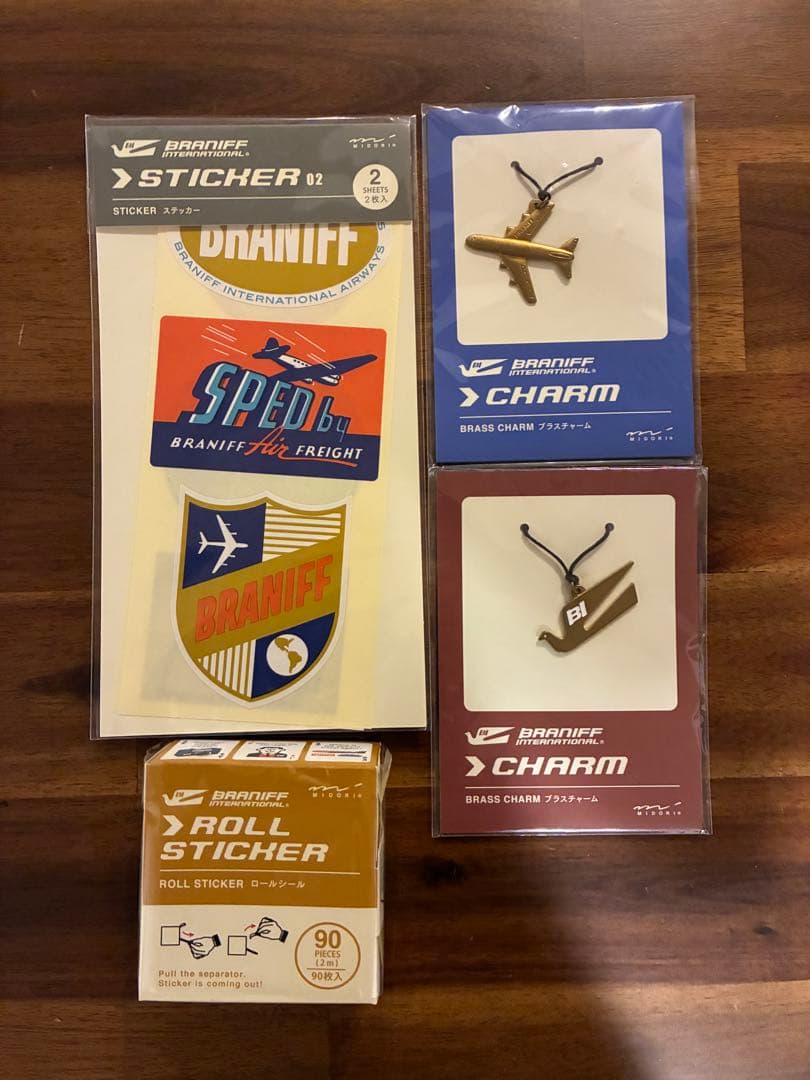 BI
BRANIFF
INTERNATIONAL®
MIDORI
STICKER 02
STICKER ステッカー
2
SHEETS
2枚入
BRANIFF
BRANIFF INTERNATIONAL AIRWAYS
SPED by
BRANIFF Air FREIGHT
BRANIFF
BI
BRANIFF
INTERNATIONAL®
CHARM
BRASS CHARM ブラスチャーム
MIDORI
BI
BI
BRANIFF
INTERNATIONAL®
CHARM
BRASS CHARM ブラスチャーム
MIDORI
BI
BRANIFF
INTERNATIONAL®
MIDORI
ROLL
STICKER
ROLL STICKER ロールシール
90
PIECES
(2m)
90枚入
Pull the separator.
Sticker is coming out!